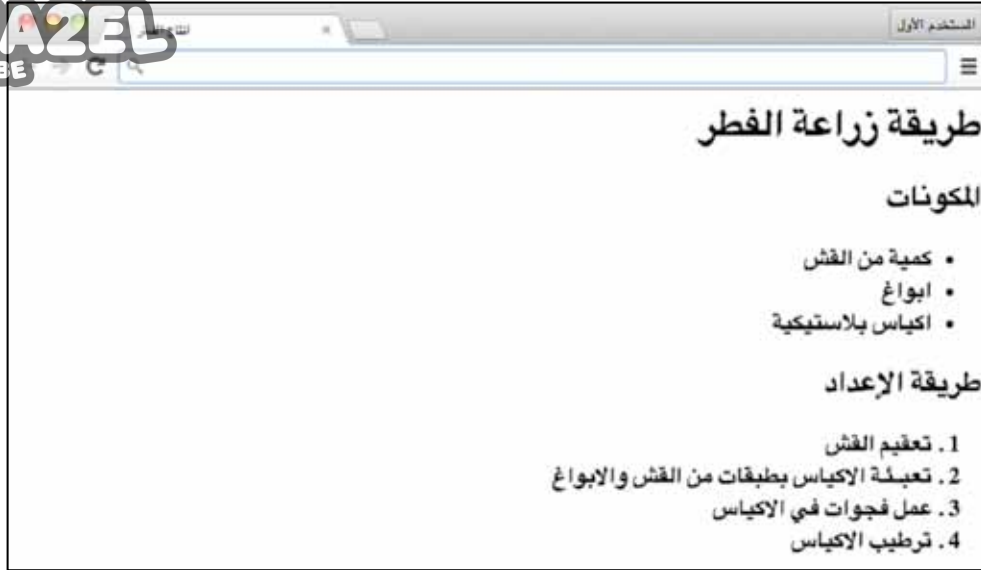 المستخدم الأول
طريقة زراعة الفطر
المكونات
• كمية من القش
• ابواغ
• اكياس بلاستيكية
طريقة الإعداد
1. تعقيم القش
2. تعبئة الاكياس بطبقات من القش والابواغ
3. عمل فجوات في الاكياس
4. ترطيب الاكياس